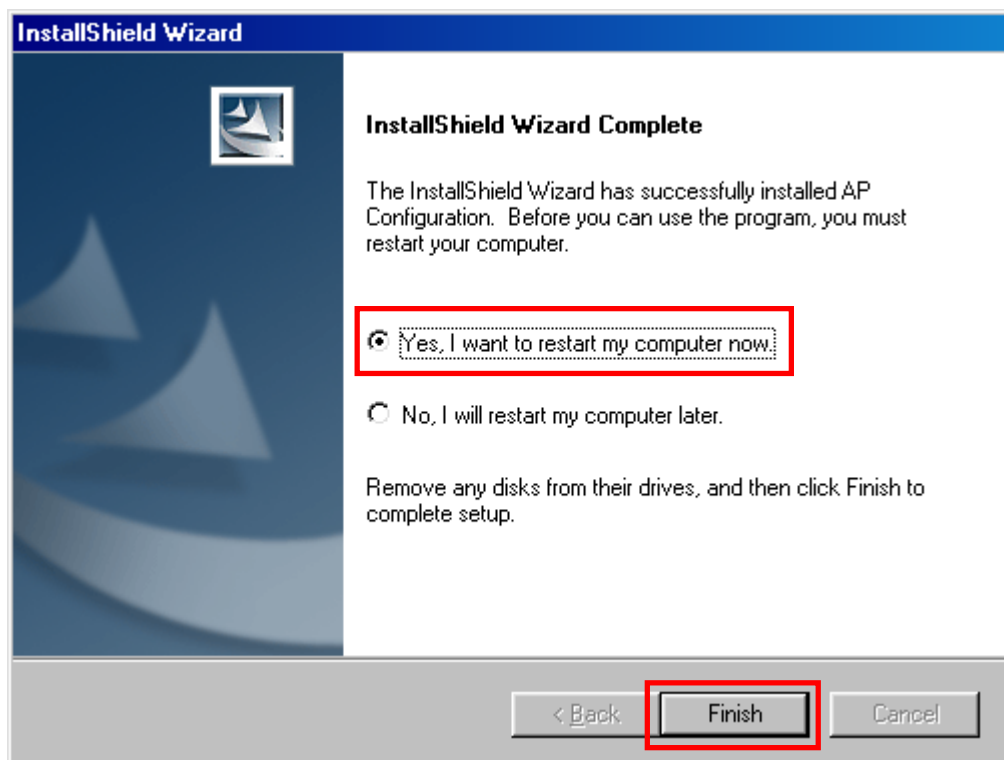 InstallShield Wizard
InstallShield Wizard Complete
The InstallShield Wizard has successfully installed AP
Configuration.  Before you can use the program, you must
restart your computer.
Yes, I want to restart my computer now.
No, I will restart my computer later.
Remove any disks from their drives, and then click Finish to
complete setup.
< Back
Finish
Cancel